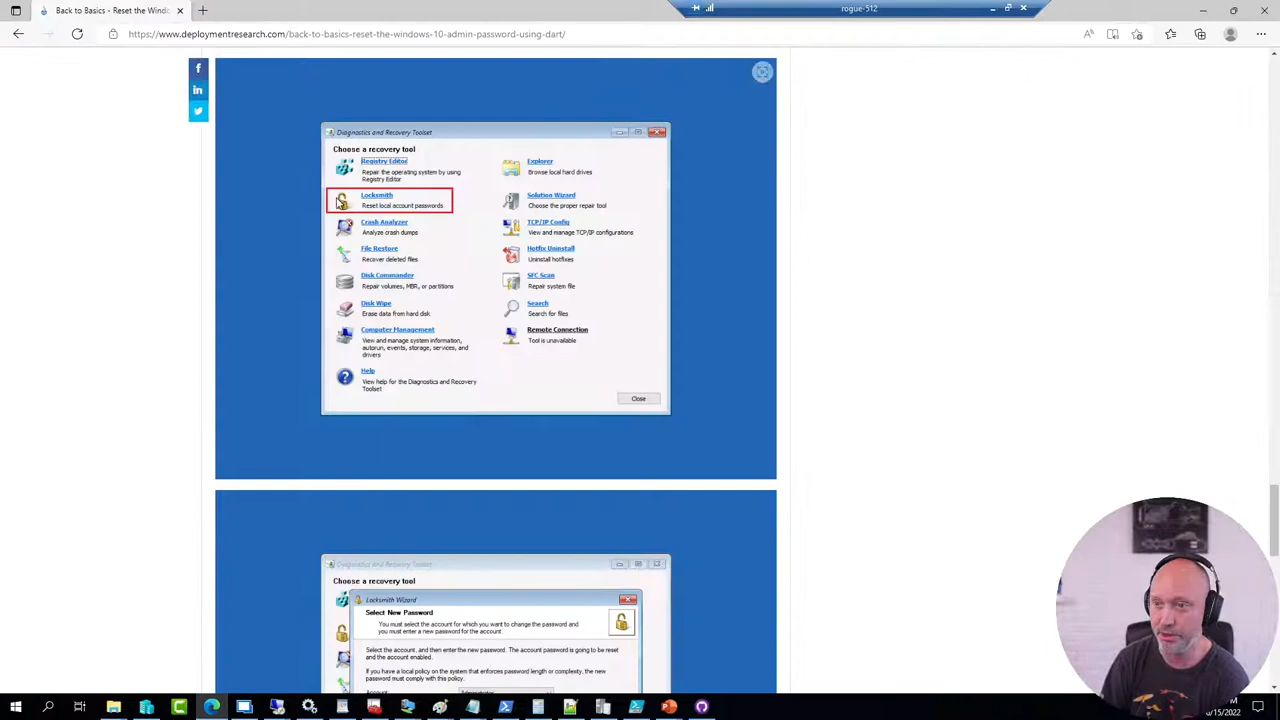 Back to Basics - Reset the Windo
rogue-512
https://www.deploymentresearch.com/back-to-basics-reset-the-windows-10-admin-password-using-dart/
Diagnostics and Recovery Toolset
Choose a recovery tool
Registry Editor
Repair the operating system by using
Registry Editor
Locksmith
Reset local account passwords
Crash Analyzer
Analyze crash dumps
File Restore
Recover deleted files
Disk Commander
Repair volumes, MBR, or partitions
Disk Wipe
Erase data from hard disk
Computer Management
View and manage system information,
autorun, events, storage, services, and
drivers
Help
View help for the Diagnostics and Recovery
Toolset
Explorer
Browse local hard drives
Solution Wizard
Choose the proper repair tool
TCP/IP Config
View and manage TCP/IP configurations
Hotfix Uninstall
Uninstall hotfixes
SFC Scan
Repair system file
Search
Search for files
Remote Connection
Tool is unavailable
Close
Diagnostics and Recovery Toolset
Choose a recovery tool
Locksmith Wizard
Select New Password
You must select the account for which you want to change the password and
you must enter a new password for the account.
Select the account, and then enter the new password. The account password is going to be reset
and the account enabled.
If you have a local policy on the system that enforces password length or complexity, the new
password must comply with this policy.
Account:
Administrator
/15/2022